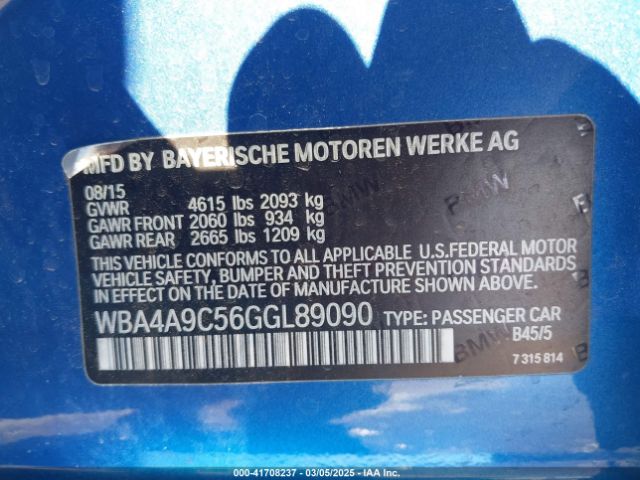 MFD BY BAYERISCHE MOTOREN WERKE AG
08/15
GVWR 4615 lbs 2093 kg
GAWR FRONT 2060 lbs 934 kg
GAWR REAR 2665 lbs 1209 kg
THIS VEHICLE CONFORMS TO ALL APPLICABLE U.S.FEDERAL MOTOR
VEHICLE SAFETY, BUMPER AND THEFT PREVENTION STANDARDS
IN EFFECT ON THE DATE OF MANUFACTURE SHOWN ABOVE.
WBA4A9C56GGL89090 TYPE: PASSENGER CAR
B45/5
7 315 814
BMW
BMW
BMW
000-41708237 - 03/05/2025 - IAA Inc.